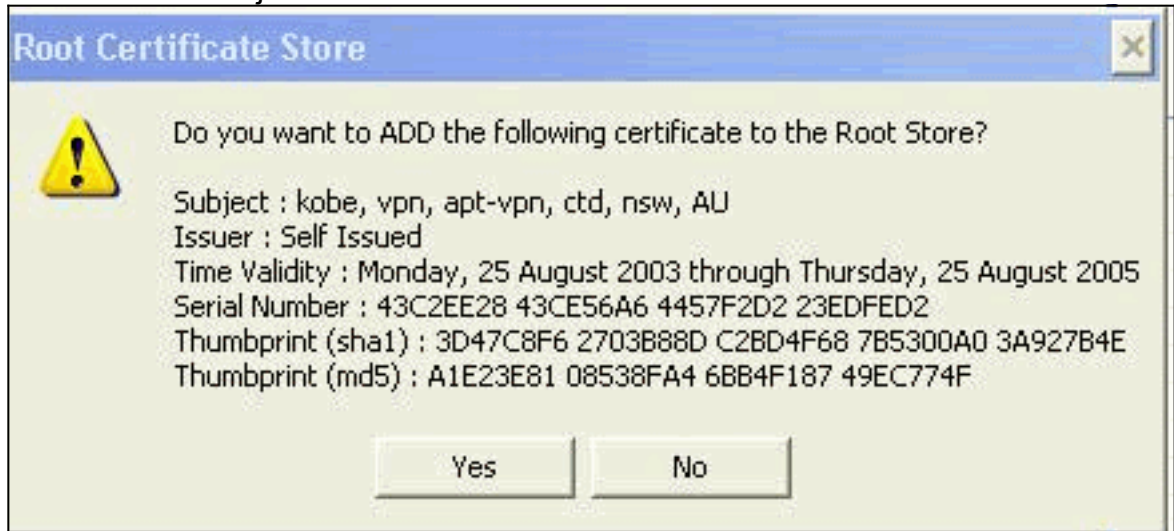 Root Certificate Store
Do you want to ADD the following certificate to the Root Store?
Subject : kobe, vpn, apt-vpn, ctd, nsw, AU
Issuer : Self Issued
Time Validity : Monday, 25 August 2003 through Thursday, 25 August 2005
Serial Number : 43C2EE28 43CE56A6 4457F2D2 23EDFED2
Thumbprint (sha1) : 3D47C8F6 2703B88D C2BD4F68 7B5300A0 3A927B4E
Thumbprint (md5) : A1E23E81 08538FA4 6BB4F187 49EC774F
Yes
No